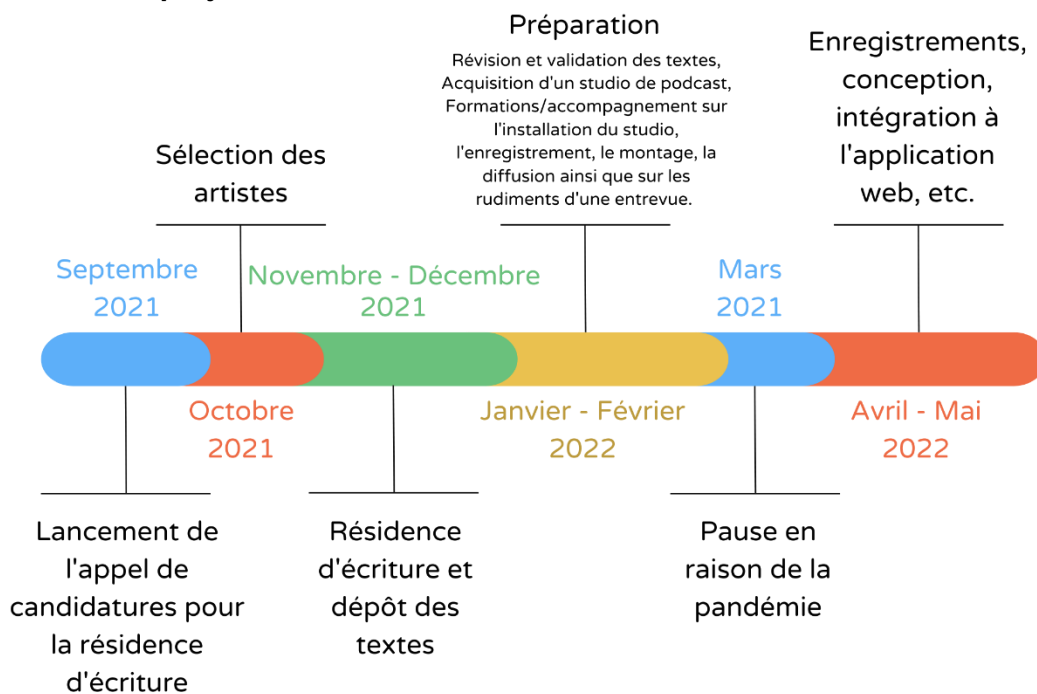 Préparation
Révision et validation des textes,
Acquisition d'un studio de podcast,
Formations/accompagnement sur
l'installation du studio,
l'enregistrement, le montage, la
diffusion ainsi que sur les
rudiments d'une entrevue.
Enregistrements,
conception,
intégration à
l'application
web, etc.
Sélection des
artistes
Septembre
2021
Novembre - Décembre
2021
Mars
2021
Octobre
2021
Janvier - Février
2022
Avril - Mai
2022
Lancement de
l'appel de
candidatures pour
la résidence
d'écriture
Résidence
d'écriture et
dépôt des
textes
Pause en
raison de la
pandémie